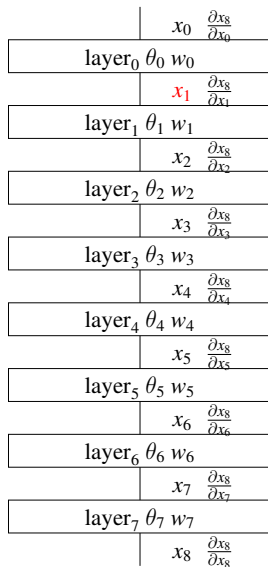 x₀ ∂x₈/∂x₀
layer₀ θ₀ w₀
x₁ ∂x₈/∂x₁
layer₁ θ₁ w₁
x₂ ∂x₈/∂x₂
layer₂ θ₂ w₂
x₃ ∂x₈/∂x₃
layer₃ θ₃ w₃
x₄ ∂x₈/∂x₄
layer₄ θ₄ w₄
x₅ ∂x₈/∂x₅
layer₅ θ₅ w₅
x₆ ∂x₈/∂x₆
layer₆ θ₆ w₆
x₇ ∂x₈/∂x₇
layer₇ θ₇ w₇
x₈ ∂x₈/∂x₈